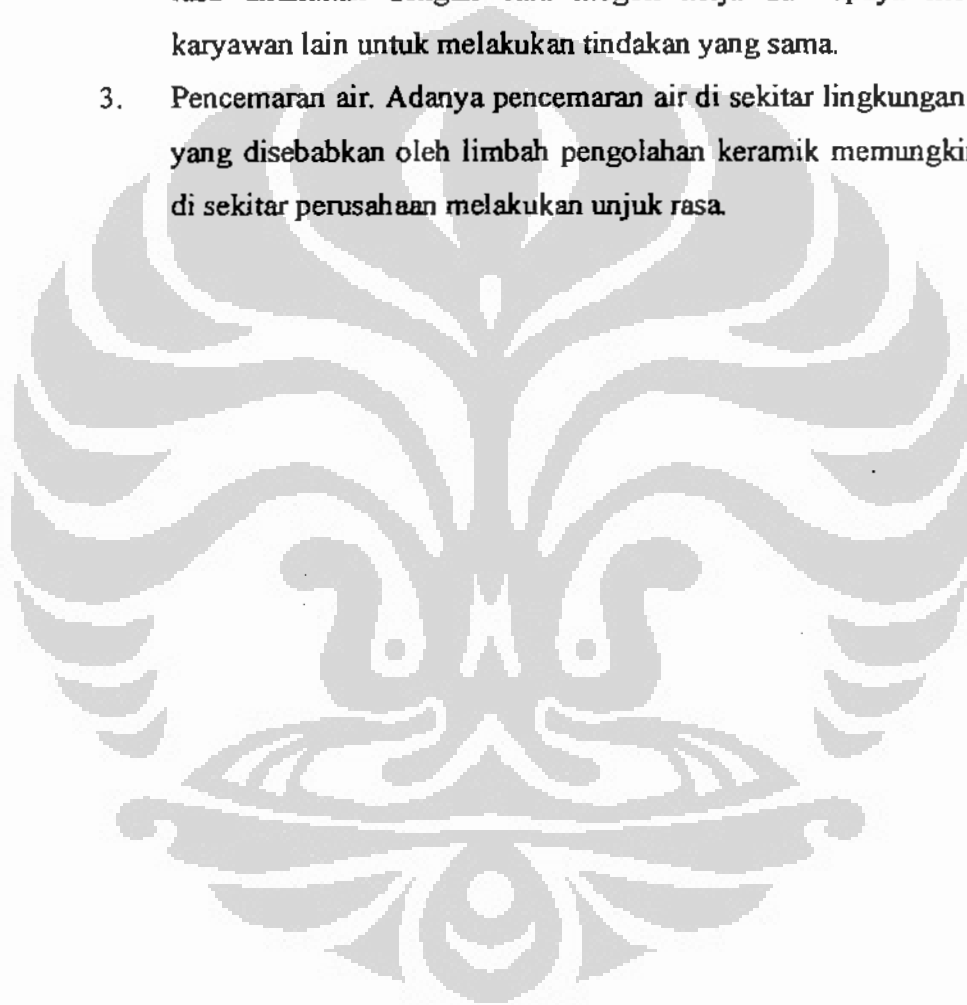 karyawan lain untuk melakukan tindakan yang sama.
3. Pencemaran air. Adanya pencemaran air di sekitar lingkungan
yang disebabkan oleh limbah pengolahan keramik
di sekitar perusahaan melakukan unjuk rasa.